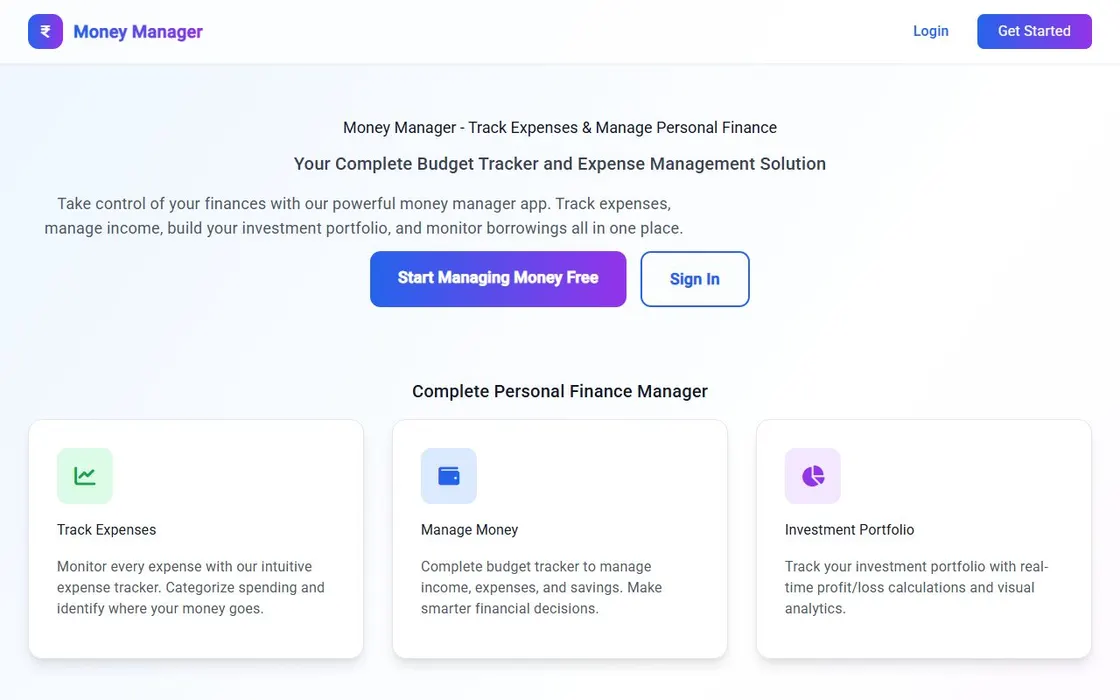 ₹ Money Manager
Login
Get Started
Money Manager - Track Expenses & Manage Personal Finance
Your Complete Budget Tracker and Expense Management Solution
Take control of your finances with our powerful money manager app. Track expenses,
manage income, build your investment portfolio, and monitor borrowings all in one place.
Start Managing Money Free
Sign In
Complete Personal Finance Manager
Track Expenses
Monitor every expense with our intuitive
expense tracker. Categorize spending and
identify where your money goes.
Manage Money
Complete budget tracker to manage
income, expenses, and savings. Make
smarter financial decisions.
Investment Portfolio
Track your investment portfolio with real-
time profit/loss calculations and visual
analytics.